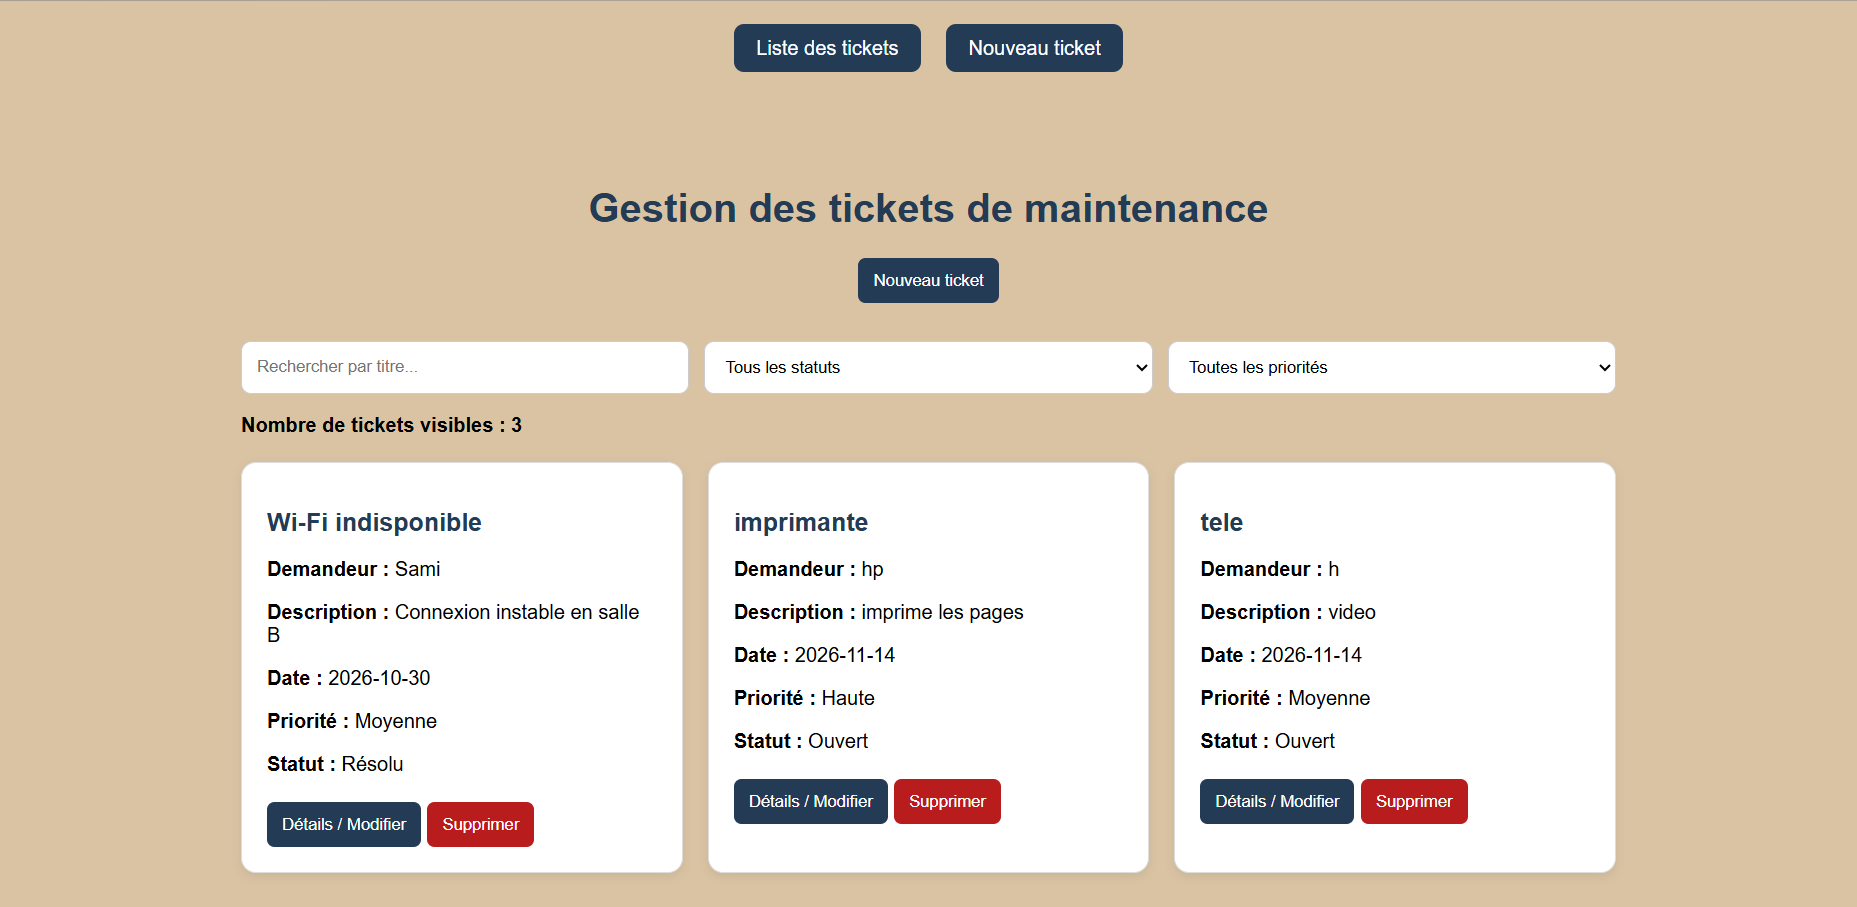 Liste des tickets
Nouveau ticket
Gestion des tickets de maintenance
Nouveau ticket
Rechercher par titre...
Tous les statuts
Toutes les priorités
Nombre de tickets visibles : 3
Wi-Fi indisponible
Demandeur : Sami
Description : Connexion instable en salle
B
Date : 2026-10-30
Priorité : Moyenne
Statut : Résolu
Détails / Modifier
Supprimer
imprimante
Demandeur : hp
Description : imprime les pages
Date : 2026-11-14
Priorité : Haute
Statut : Ouvert
Détails / Modifier
Supprimer
tele
Demandeur : h
Description : video
Date : 2026-11-14
Priorité : Moyenne
Statut : Ouvert
Détails / Modifier
Supprimer